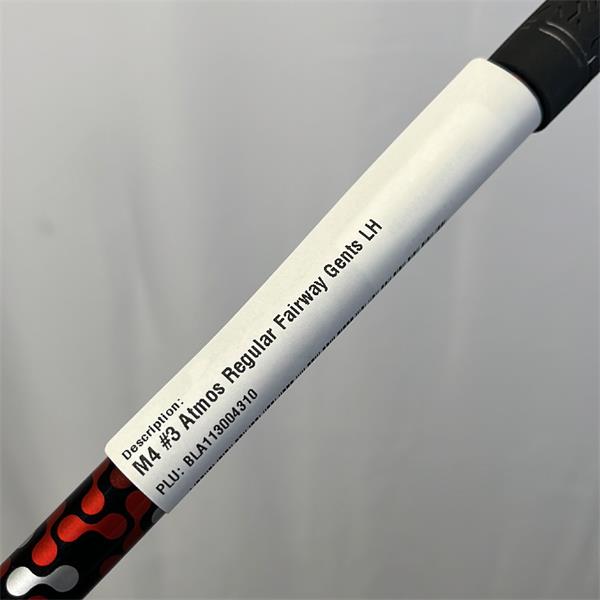 Description:
M4 #3 Atmos Regular Fairway Gents LH
PLU: BLA113004310